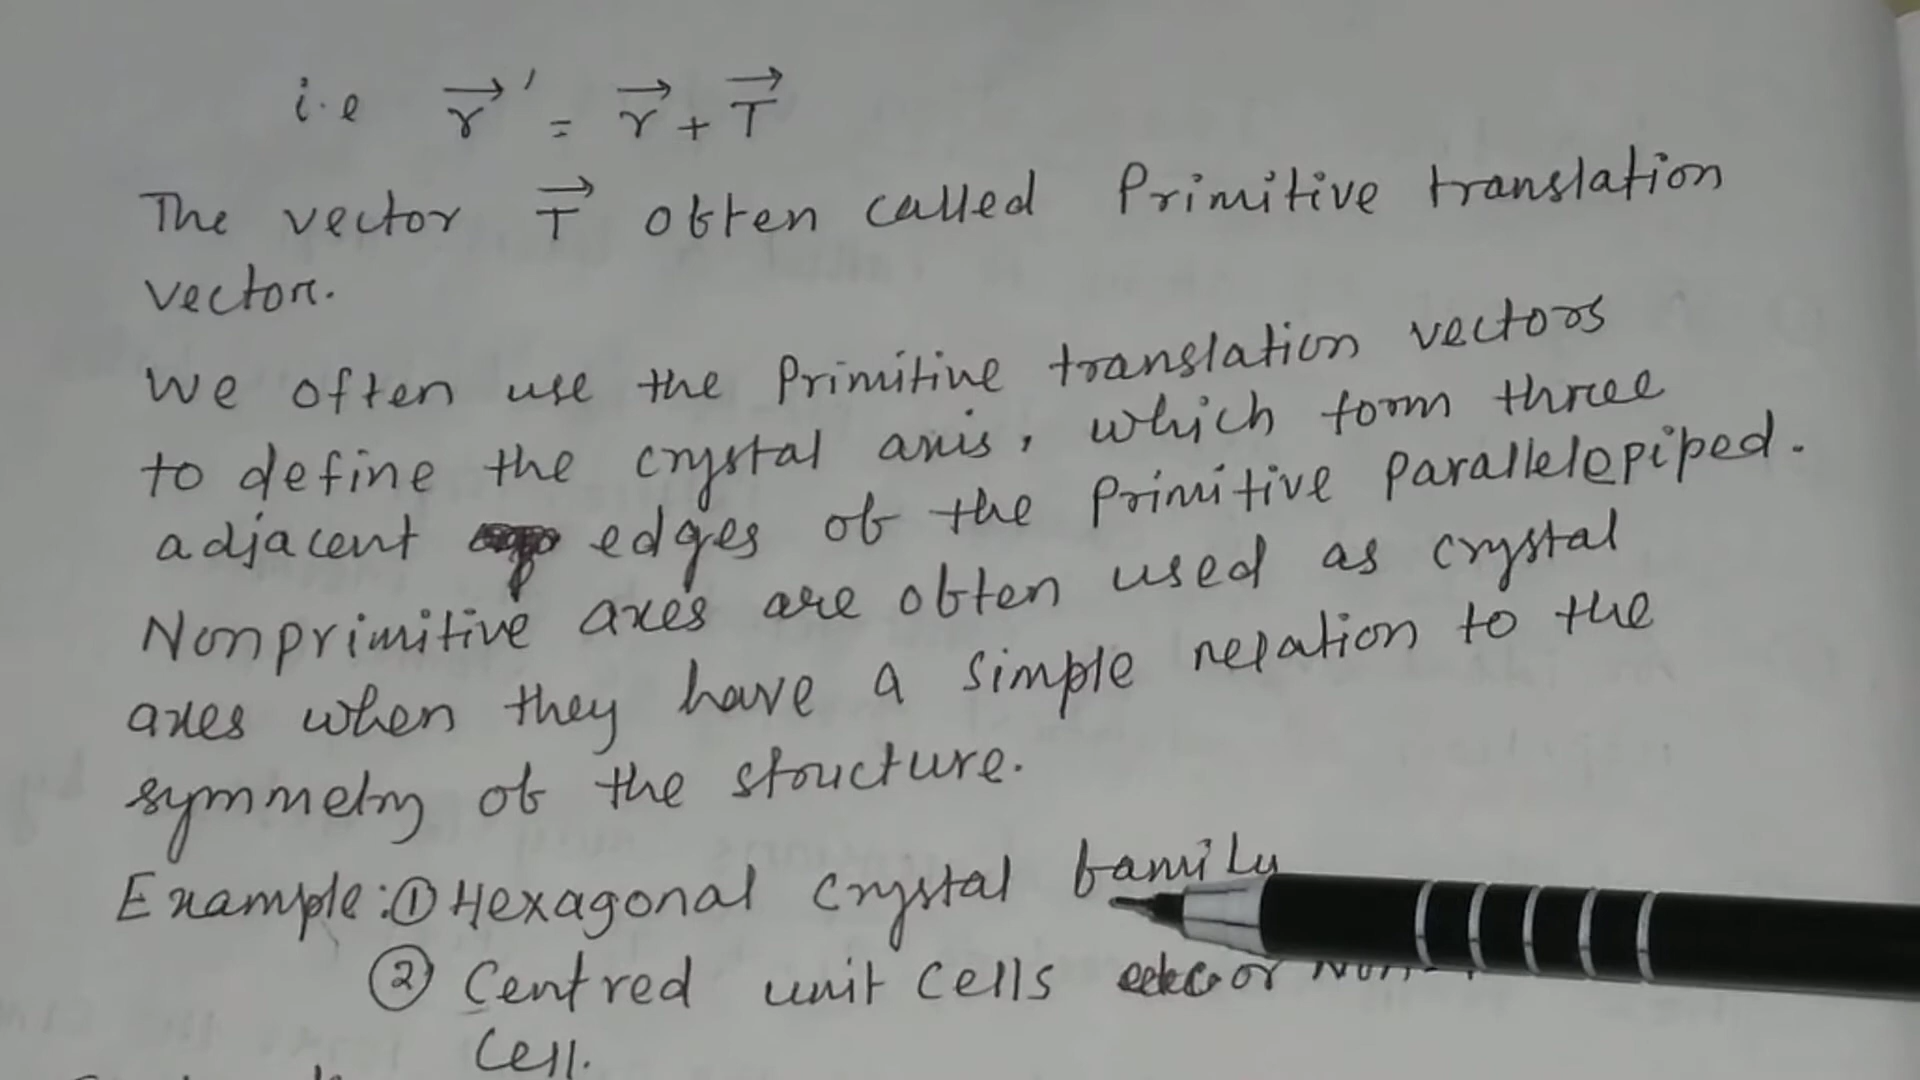 i.e r⃗' = r⃗ + T⃗
The vector T⃗ often called Primitive translation
vector.
We often use the Primitive translation vectors
to define the crystal axis, which form three
adjacent edges of the Primitive Parallelopiped.
Nonprimitive axes are often used as crystal
axes when they have a simple relation to the
symmetry of the structure.
Example: ① Hexagonal crystal family
② Centred unit cells or
Cell.